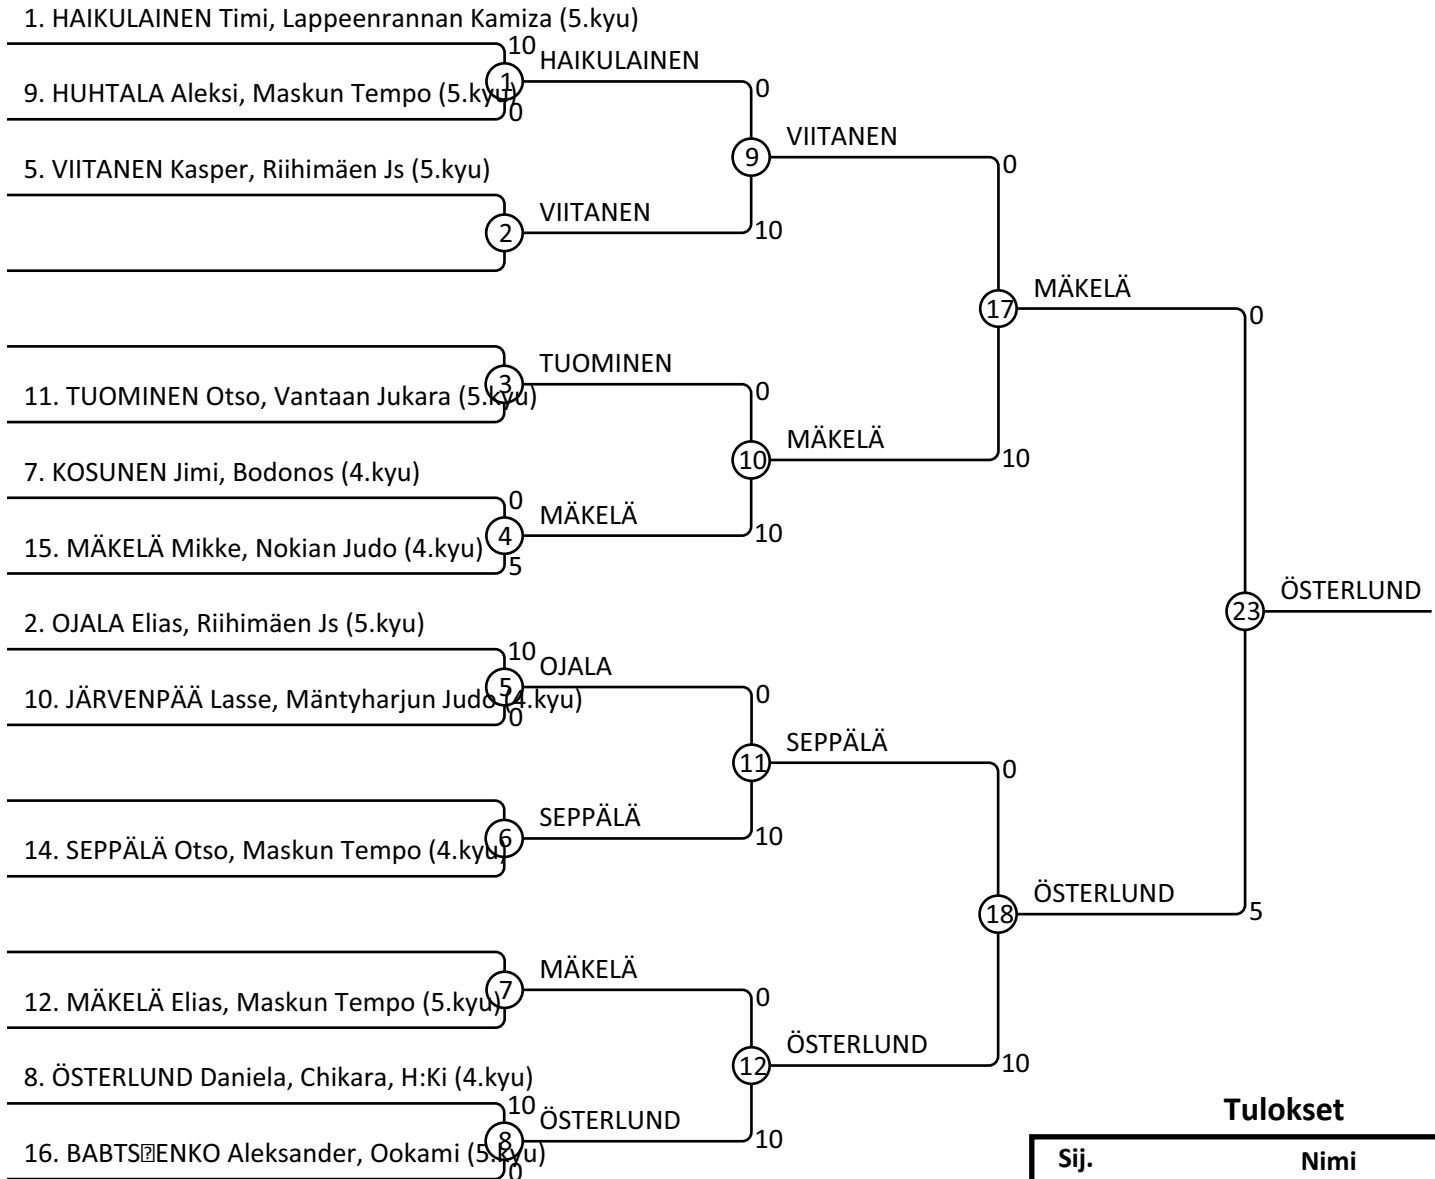 1. HAIKULAINEN Timi, Lappeenrannan Kamiza (5.kyu)
10
HAIKULAINEN
1
0
9. HUHTALA Aleksi, Maskun Tempo (5.kyu)
0
VIITANEN
9
0
5. VIITANEN Kasper, Riihimäen Js (5.kyu)
VIITANEN
2
10
MÄKELÄ
17
0
TUOMINEN
3
0
11. TUOMINEN Otso, Vantaan Jukara (5.kyu)
MÄKELÄ
10
10
7. KOSUNEN Jimi, Bodonos (4.kyu)
0
MÄKELÄ
4
10
15. MÄKELÄ Mikke, Nokian Judo (4.kyu)
5
ÖSTERLUND
23
2. OJALA Elias, Riihimäen Js (5.kyu)
10
OJALA
5
0
10. JÄRVENPÄÄ Lasse, Mäntyharjun Judo (4.kyu)
0
SEPPÄLÄ
11
0
SEPPÄLÄ
6
10
14. SEPPÄLÄ Otso, Maskun Tempo (4.kyu)
ÖSTERLUND
18
5
MÄKELÄ
7
0
12. MÄKELÄ Elias, Maskun Tempo (5.kyu)
ÖSTERLUND
12
10
8. ÖSTERLUND Daniela, Chikara, H:Ki (4.kyu)
10
ÖSTERLUND
8
10
16. BABTS⍰ENKO Aleksander, Ookami (5.kyu)
0
Tulokset
Sij. Nimi